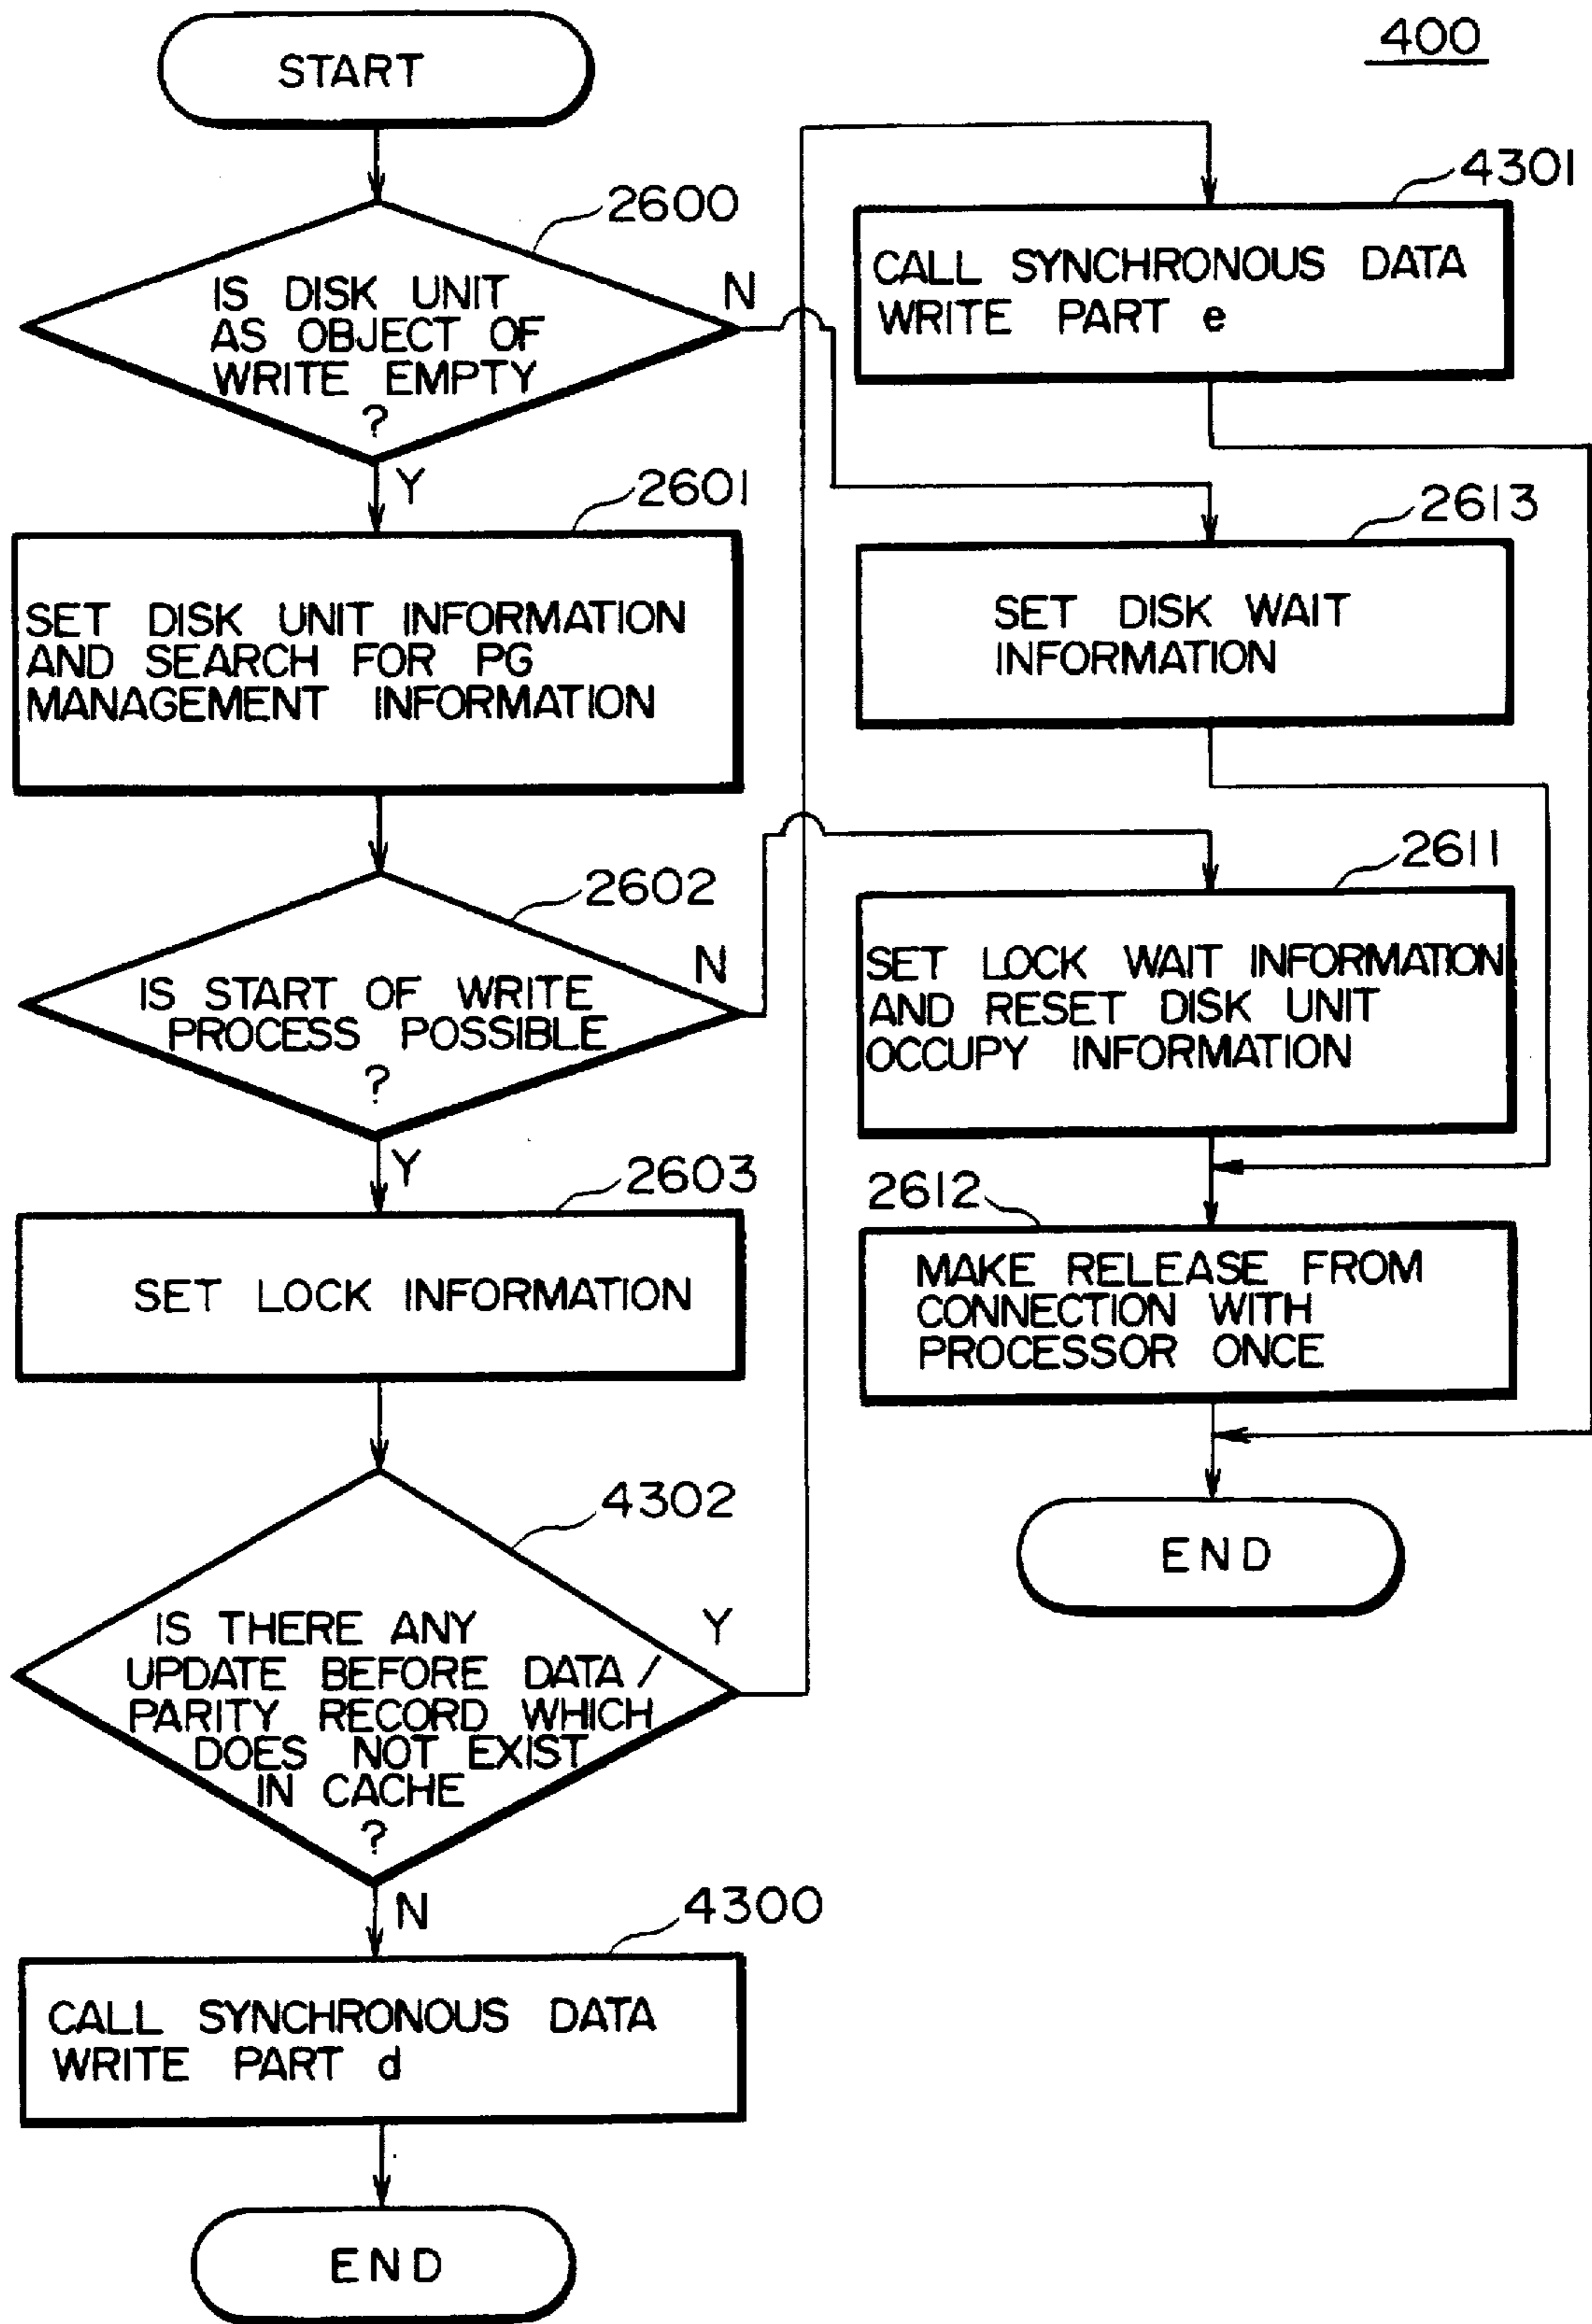 400
START
2600
IS DISK UNIT
AS OBJECT OF
WRITE EMPTY
?
N
Y
2601
SET DISK UNIT INFORMATION
AND SEARCH FOR PG
MANAGEMENT INFORMATION
2602
IS START OF WRITE
PROCESS POSSIBLE
?
N
Y
2603
SET LOCK INFORMATION
4302
IS THERE ANY
UPDATE BEFORE DATA/
PARITY RECORD WHICH
DOES NOT EXIST
IN CACHE
?
Y
N
4300
CALL SYNCHRONOUS DATA
WRITE PART d
END
4301
CALL SYNCHRONOUS DATA
WRITE PART e
2613
SET DISK WAIT
INFORMATION
2611
SET LOCK WAIT INFORMATION
AND RESET DISK UNIT
OCCUPY INFORMATION
2612
MAKE RELEASE FROM
CONNECTION WITH
PROCESSOR ONCE
END